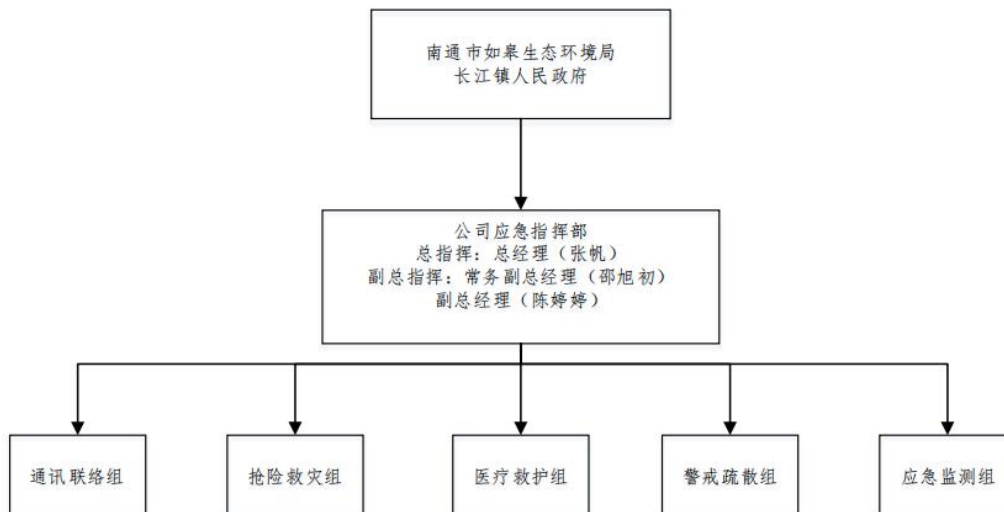 南通市如皋生态环境局
长江镇人民政府
公司应急指挥部
总指挥：总经理（张帆）
副总指挥：常务副总经理（邵旭初）
副总经理（陈婷婷）
通讯联络组
抢险救灾组
医疗救护组
警戒疏散组
应急监测组